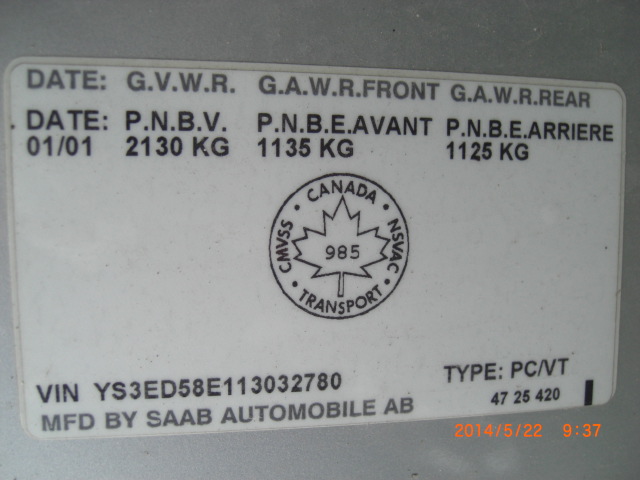 DATE: G.V.W.R. G.A.W.R.FRONT G.A.W.R.REAR
DATE: P.N.B.V. P.N.B.E.AVANT P.N.B.E.ARRIERE
01/01 2130 KG 1135 KG 1125 KG
CANADA
CMVSS NSVAC
985
TRANSPORT
VIN YS3ED58E113032780 TYPE: PC/VT
MFD BY SAAB AUTOMOBILE AB 47 25 420
2014/5/22 9:37